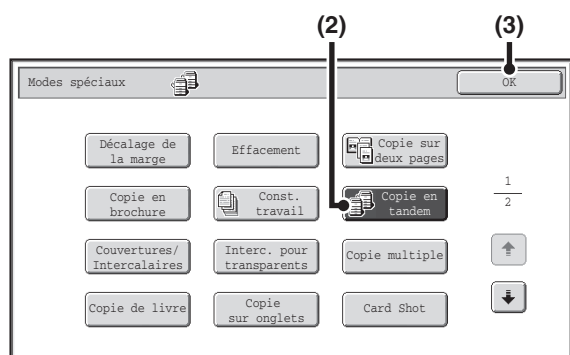 (2) (3)
Modes spéciaux OK
Décalage de
la marge
Effacement
Copie sur
deux pages
Copie en
brochure
Const.
travail
Copie en
tandem
Couvertures/
Intercalaires
Interc. pour
transparents
Copie multiple
Copie de livre
Copie
sur onglets
Card Shot
1
2